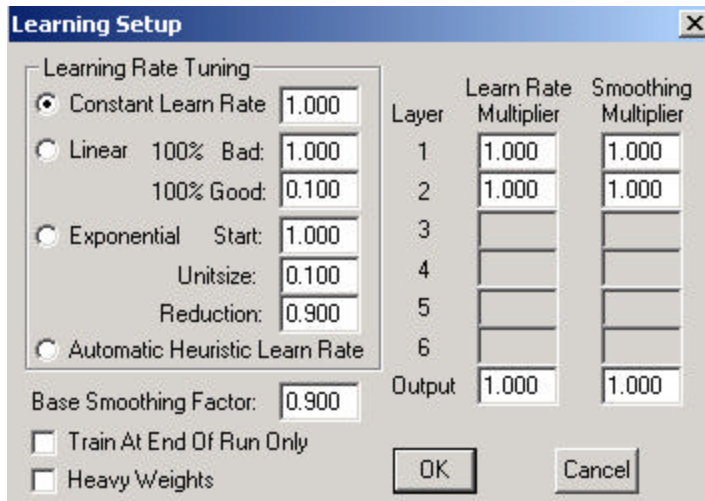 Learning Setup
Learning Rate Tuning
Constant Learn Rate 1.000
Linear 100% Bad: 1.000
100% Good: 0.100
Exponential Start: 1.000
Unitsize: 0.100
Reduction: 0.900
Automatic Heuristic Learn Rate
Base Smoothing Factor: 0.900
Train At End Of Run Only
Heavy Weights
Learn Rate Smoothing
Layer Multiplier Multiplier
1 1.000 1.000
2 1.000 1.000
3
4
5
6
Output 1.000 1.000
OK Cancel